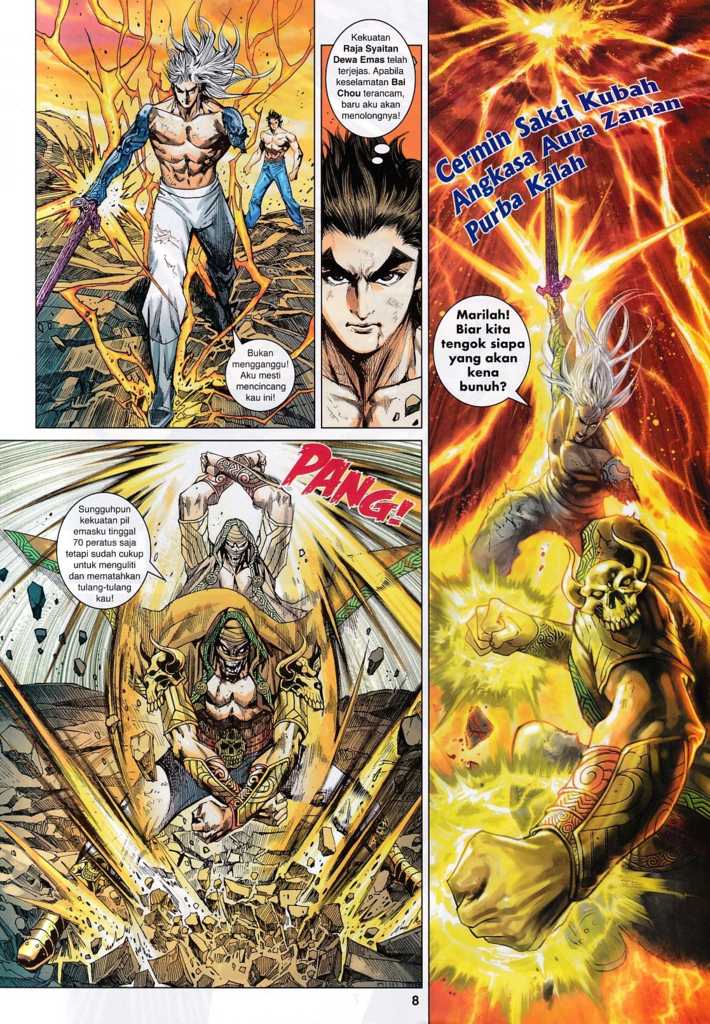 Kekuatan
Raja Syaitan
Dewa Emas telah
terjejas. Apabila
keselamatan Bai
Chou terancam,
baru aku akan
menolongnya!
Bukan
mengganggu!
Aku mesti
mencincang
kau ini!
Cermin Sakti Kubah
Angkasa Aura Zaman
Purba Kalah
Marilah!
Biar kita
tengok siapa
yang akan
kena
bunuh?
PANG!
Sungguhpun
kekuatan pil
emasku tinggal
70 peratus saja
tetapi sudah cukup
untuk menguliti
dan mematahkan
tulang-tulang
kau!
8